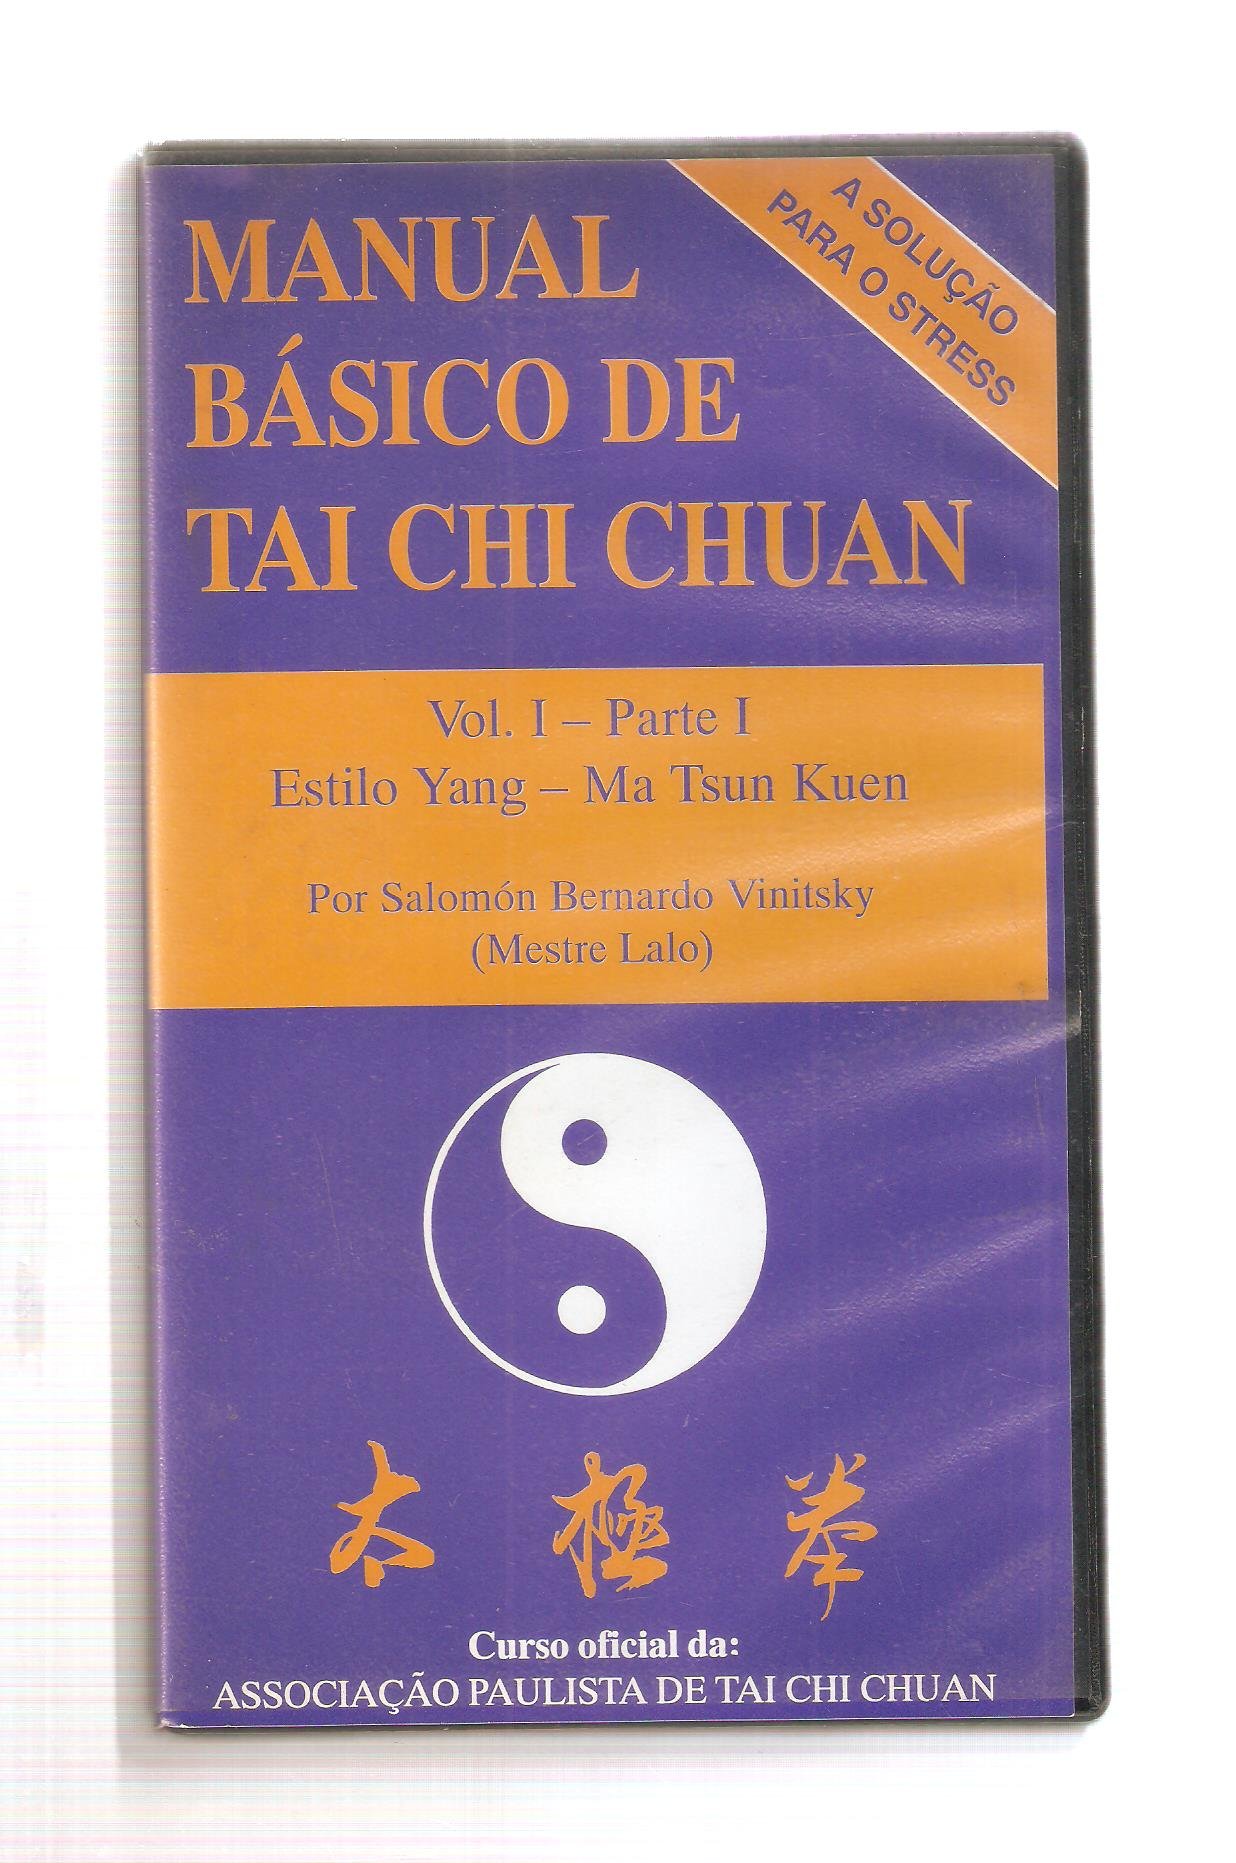 A SOLUÇÃO
PARA O STRESS
MANUAL
BÁSICO DE
TAI CHI CHUAN
Vol. I – Parte I
Estilo Yang – Ma Tsun Kuen
Por Salomón Bernardo Vinitsky
(Mestre Lalo)
太極拳
Curso oficial da:
ASSOCIAÇÃO PAULISTA DE TAI CHI CHUAN